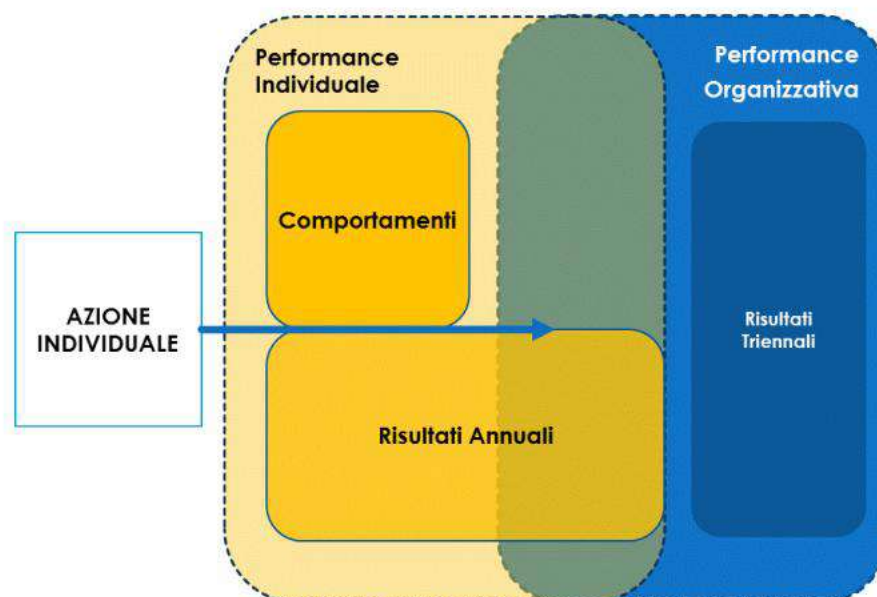 Performance
Individuale
Performance
Organizzativa
Comportamenti
AZIONE
INDIVIDUALE
Risultati
Triennali
Risultati Annuali